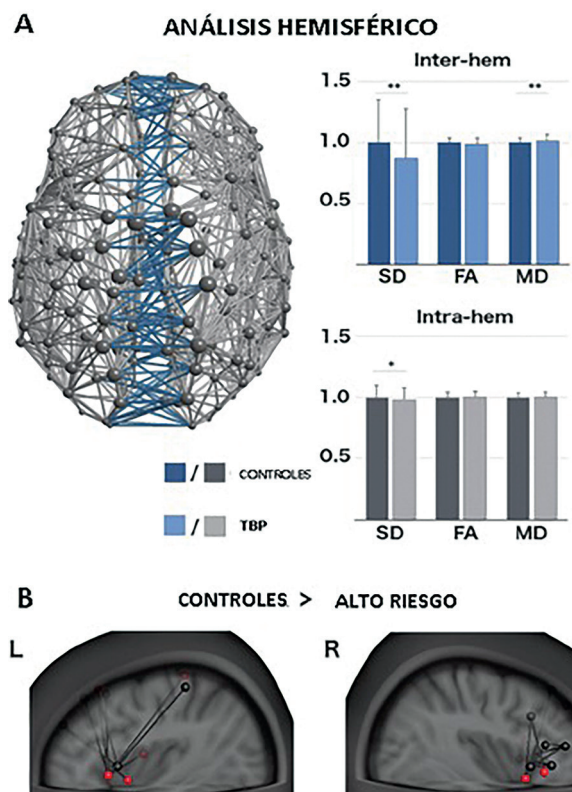 A
ANÁLISIS HEMISFÉRICO
Inter-hem
1.5
**
**
1.0
0.5
SD FA MD
Intra-hem
1.5
*
1.0
0.5
SD FA MD
/ CONTROLES
/ TBP
B
CONTROLES > ALTO RIESGO
L
R